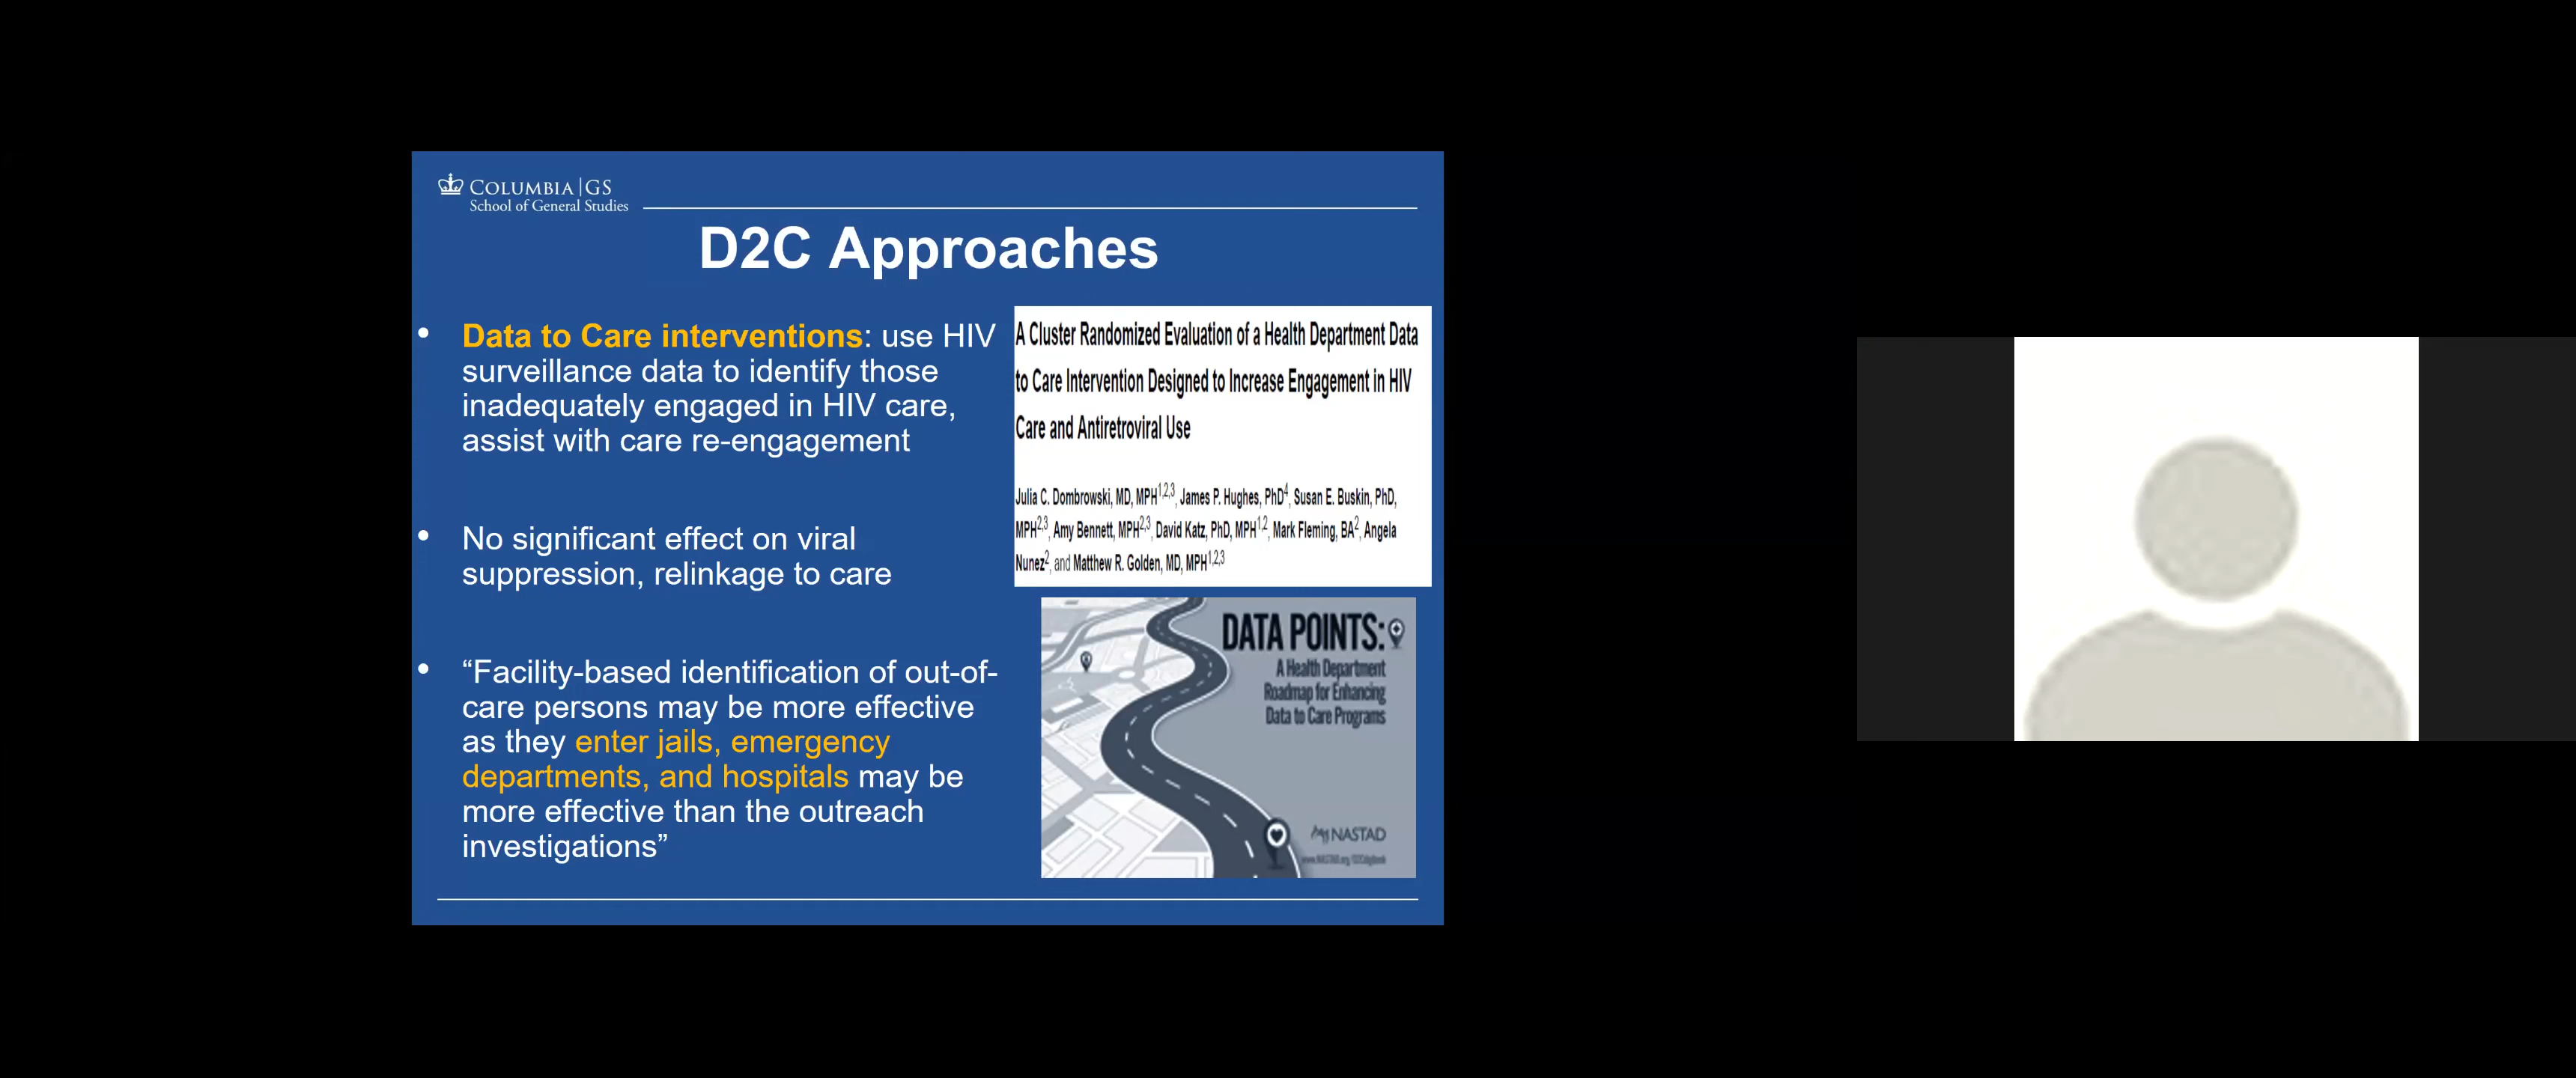 COLUMBIA | GS
School of General Studies
D2C Approaches
• Data to Care interventions: use HIV
surveillance data to identify those
inadequately engaged in HIV care,
assist with care re-engagement
• No significant effect on viral
suppression, relinkage to care
• “Facility-based identification of out-of-
care persons may be more effective
as they enter jails, emergency
departments, and hospitals may be
more effective than the outreach
investigations”
A Cluster Randomized Evaluation of a Health Department Data
to Care Intervention Designed to Increase Engagement in HIV
Care and Antiretroviral Use
Julia C. Dombrowski, MD, MPH1,2,3, James P. Hughes, PhD4, Susan E. Buskin, PhD,
MPH2,3, Amy Bennett, MPH2,3, David Katz, PhD, MPH1,2, Mark Fleming, BA2, Angela
Nunez2, and Matthew R. Golden, MD, MPH1,2,3
DATA POINTS:
A Health Department
Roadmap for Enhancing
Data to Care Programs
NASTAD